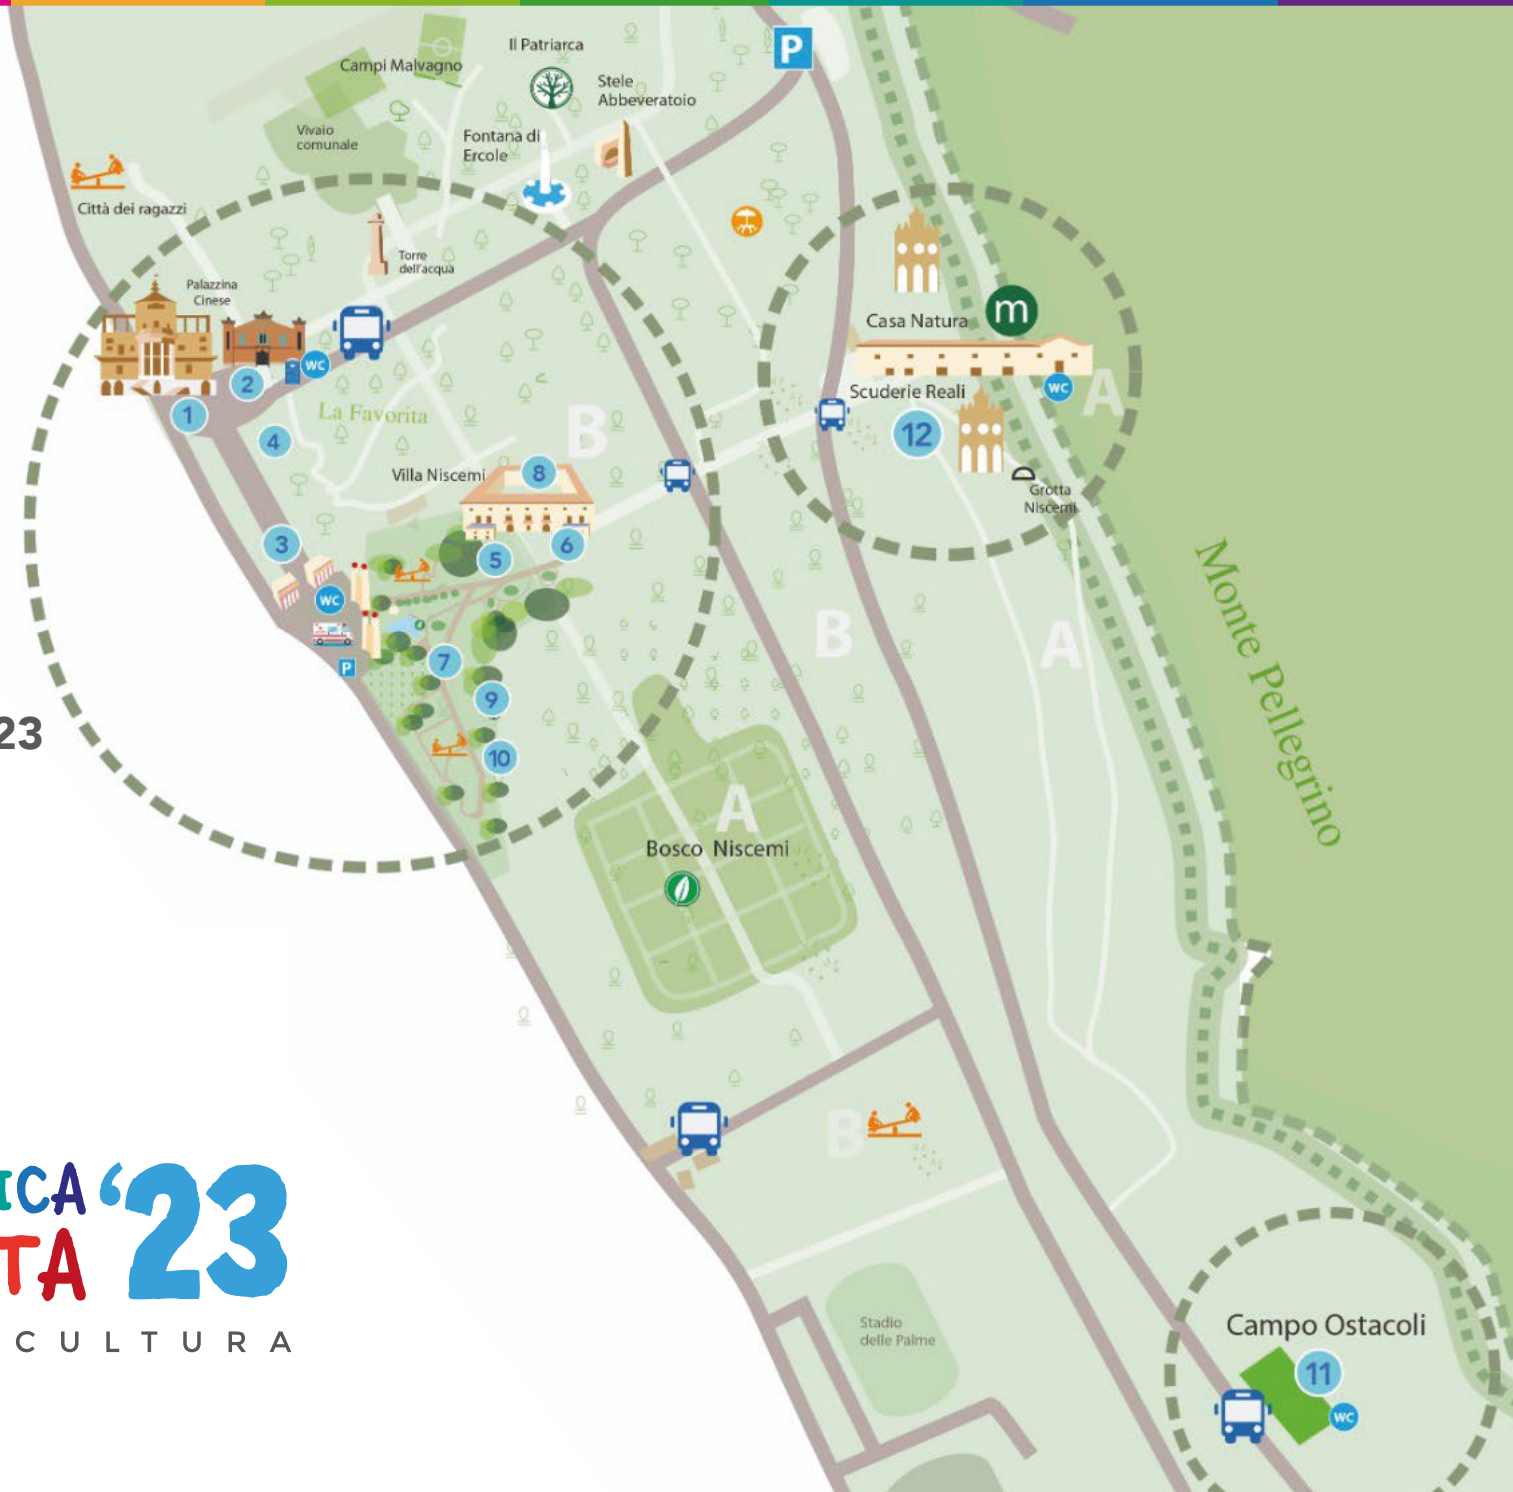 P
Il Patriarca
Campi Malvagno
Stele
Abbeveratoio
Vivaio
comunale
Fontana di
Ercole
Città dei ragazzi
Torre
dell'acqua
Palazzina
Cinese
WC
2
1
4
La Favorita
B
Villa Niscemi
8
3
5
6
WC
P
7
9
10
Casa Natura
m
Scuderie Reali
WC
A
12
Grotta
Niscemi
B
A
Monte Pellegrino
23
A
Bosco Niscemi
B
ICA '23
TA
CULTURA
Stadio
delle Palme
Campo Ostacoli
11
WC